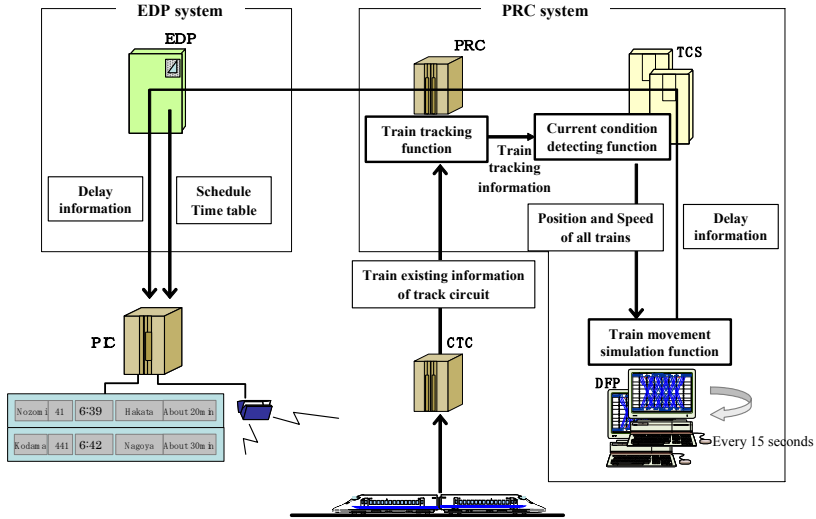 EDP system
PRC system
EDP
PRC
TCS
Train tracking
function
Train
tracking
information
Current condition
detecting function
Delay
information
Schedule
Time table
Position and Speed
of all trains
Delay
information
Train existing information
of track circuit
PIC
CTC
Train movement
simulation function
DFP
Every 15 seconds
Nozomi 41 6:39 Hakata About 20min
Kodama 441 6:42 Nagoya About 30min